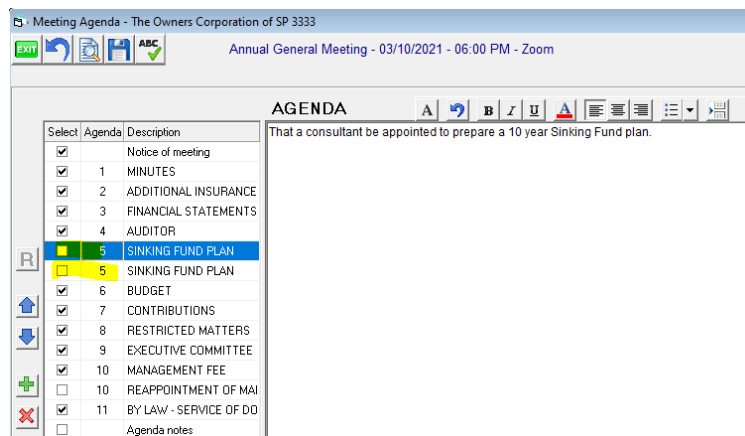 Meeting Agenda - The Owners Corporation of SP 3333
EXIT ABC Annual General Meeting - 03/10/2021 - 06:00 PM - Zoom
AGENDA A B I U A
Select Agenda Description
That a consultant be appointed to prepare a 10 year Sinking Fund plan.
Notice of meeting
1 MINUTES
2 ADDITIONAL INSURANCE
3 FINANCIAL STATEMENTS
4 AUDITOR
5 SINKING FUND PLAN
R
5 SINKING FUND PLAN
6 BUDGET
7 CONTRIBUTIONS
8 RESTRICTED MATTERS
9 EXECUTIVE COMMITTEE
10 MANAGEMENT FEE
10 REAPPOINTMENT OF MAI
11 BY LAW - SERVICE OF DO
Agenda notes